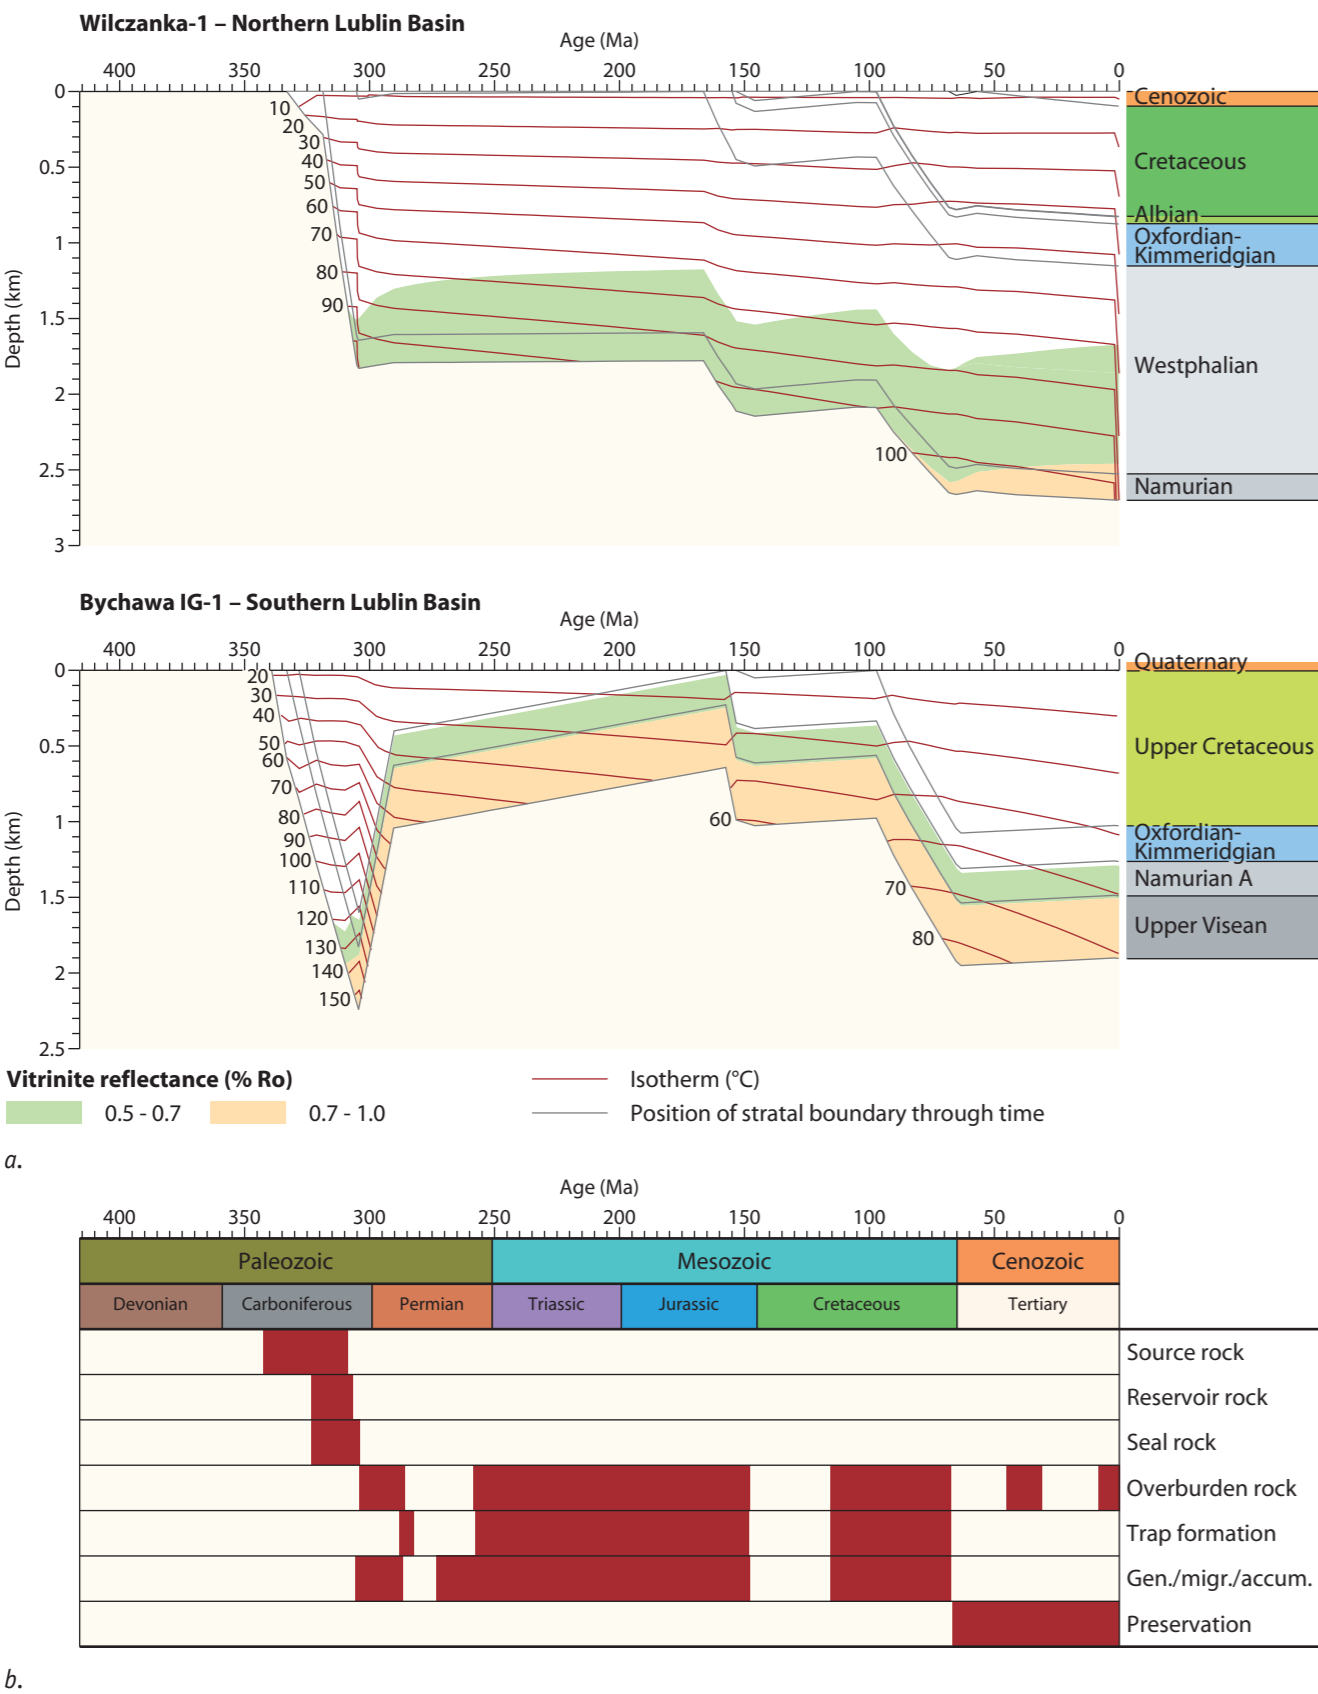 Wilczanka-1 – Northern Lublin Basin
Age (Ma)
400 350 300 250 200 150 100 50 0
0
0.5
1
1.5
2
2.5
3
Depth (km)
10
20
30
40
50
60
70
80
90
100
Cenozoic
Cretaceous
Albian
Oxfordian-
Kimmeridgian
Westphalian
Namurian
Bychawa IG-1 – Southern Lublin Basin
Age (Ma)
400 350 300 250 200 150 100 50 0
0
0.5
1
1.5
2
2.5
Depth (km)
20
30
40
50
60
70
80
90
100
110
120
130
140
150
60
70
80
Quaternary
Upper Cretaceous
Oxfordian-
Kimmeridgian
Namurian A
Upper Visean
Vitrinite reflectance (% Ro)
0.5 - 0.7 0.7 - 1.0
Isotherm (°C)
Position of stratal boundary through time
a.
Age (Ma)
400 350 300 250 200 150 100 50 0
Paleozoic Mesozoic Cenozoic
Devonian Carboniferous Permian Triassic Jurassic Cretaceous Tertiary
Source rock
Reservoir rock
Seal rock
Overburden rock
Trap formation
Gen./migr./accum.
Preservation
b.